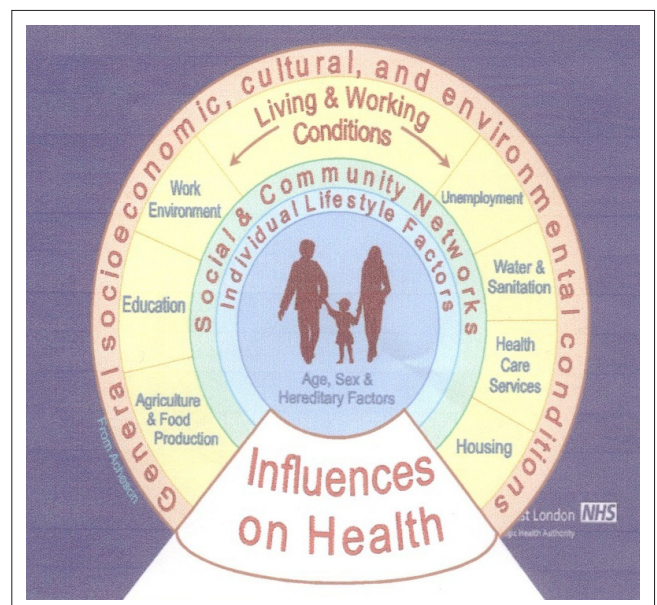 General socioeconomic, cultural, and environmental conditions
Living & Working
Conditions
Work
Environment
Unemployment
Social & Community Networks
Individual Lifestyle Factors
Education
Water &
Sanitation
Agriculture
& Food
Production
Health
Care
Services
Housing
Age, Sex &
Hereditary Factors
From Acheson
Influences
on Health
London NHS
Health Authority